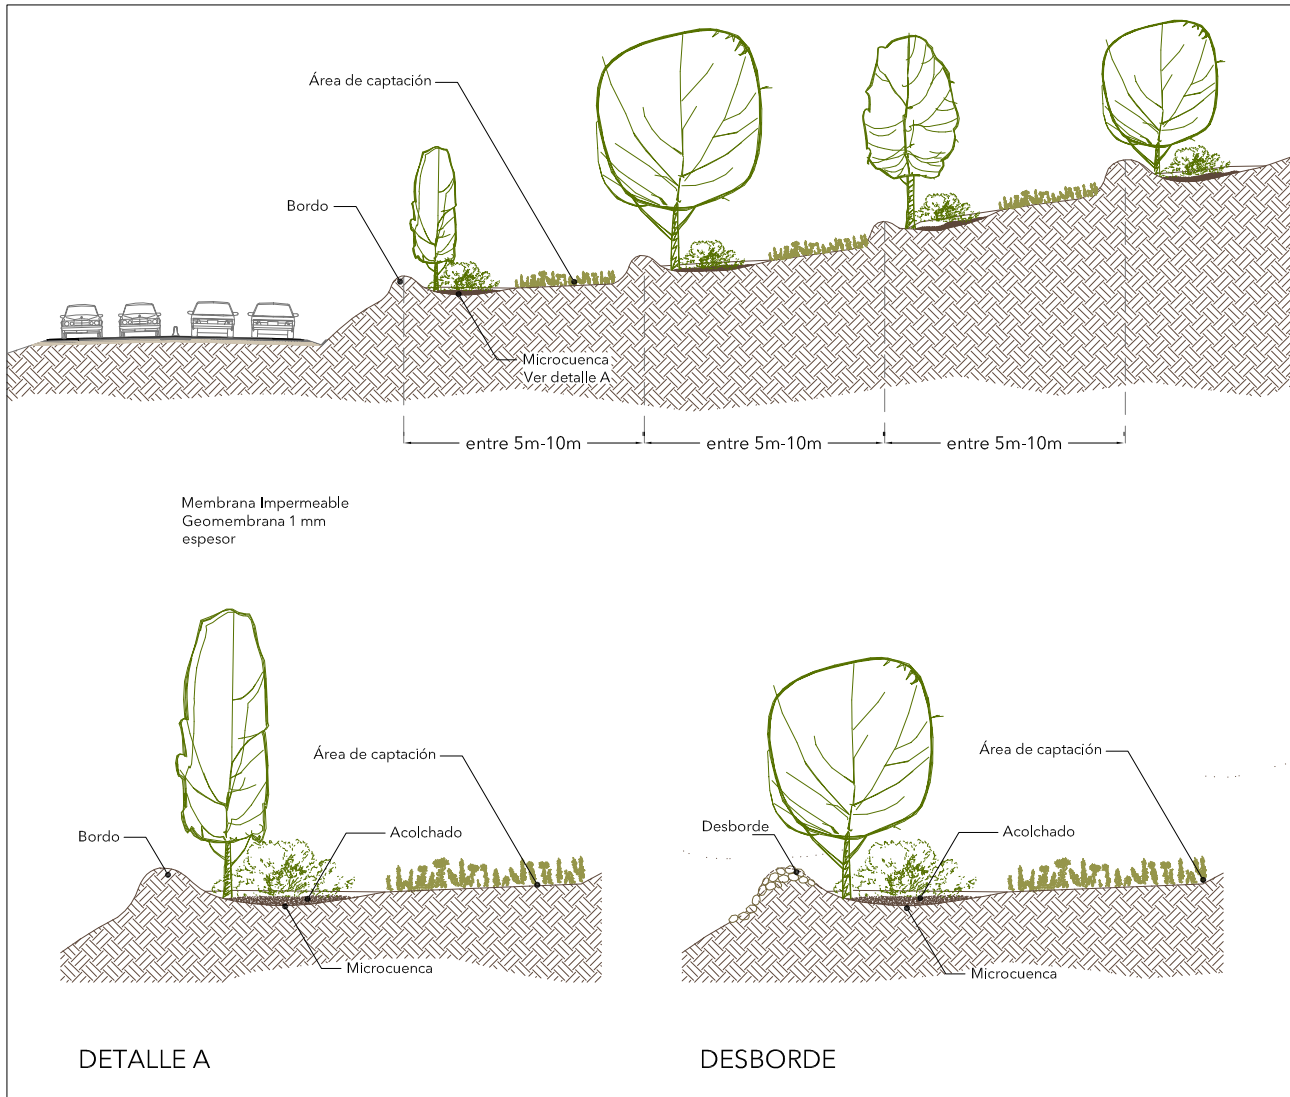 Área de captación
Bordo
Microcuenca
Ver detalle A
entre 5m-10m
entre 5m-10m
entre 5m-10m
Membrana Impermeable
Geomembrana 1 mm
espesor
Área de captación
Acolchado
Bordo
Microcuenca
Área de captación
Desborde
Acolchado
Microcuenca
DETALLE A
DESBORDE